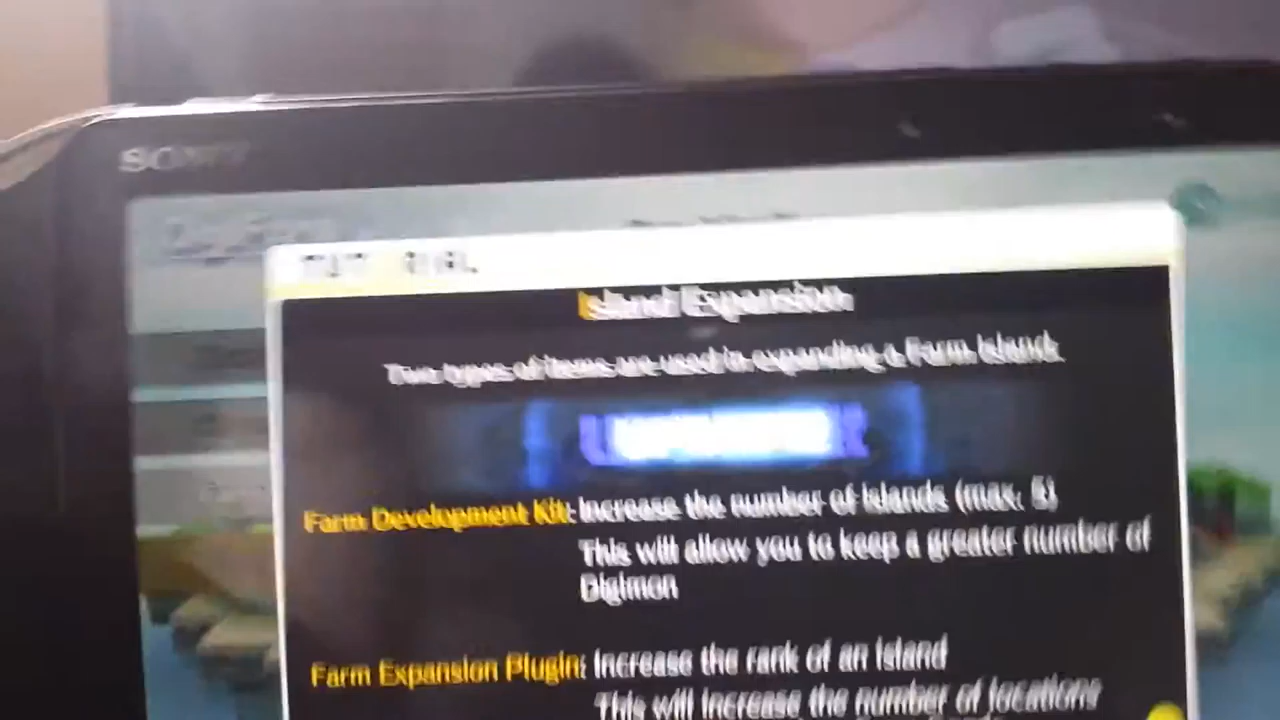 SONY
TUTORIAL
Island Expansion
Two types of items are used in expanding a Farm Island.
Farm Development Kit: Increase the number of islands (max. 5)
This will allow you to keep a greater number of
Digimon
Farm Expansion Plugin: Increase the rank of an island
This will increase the number of locations